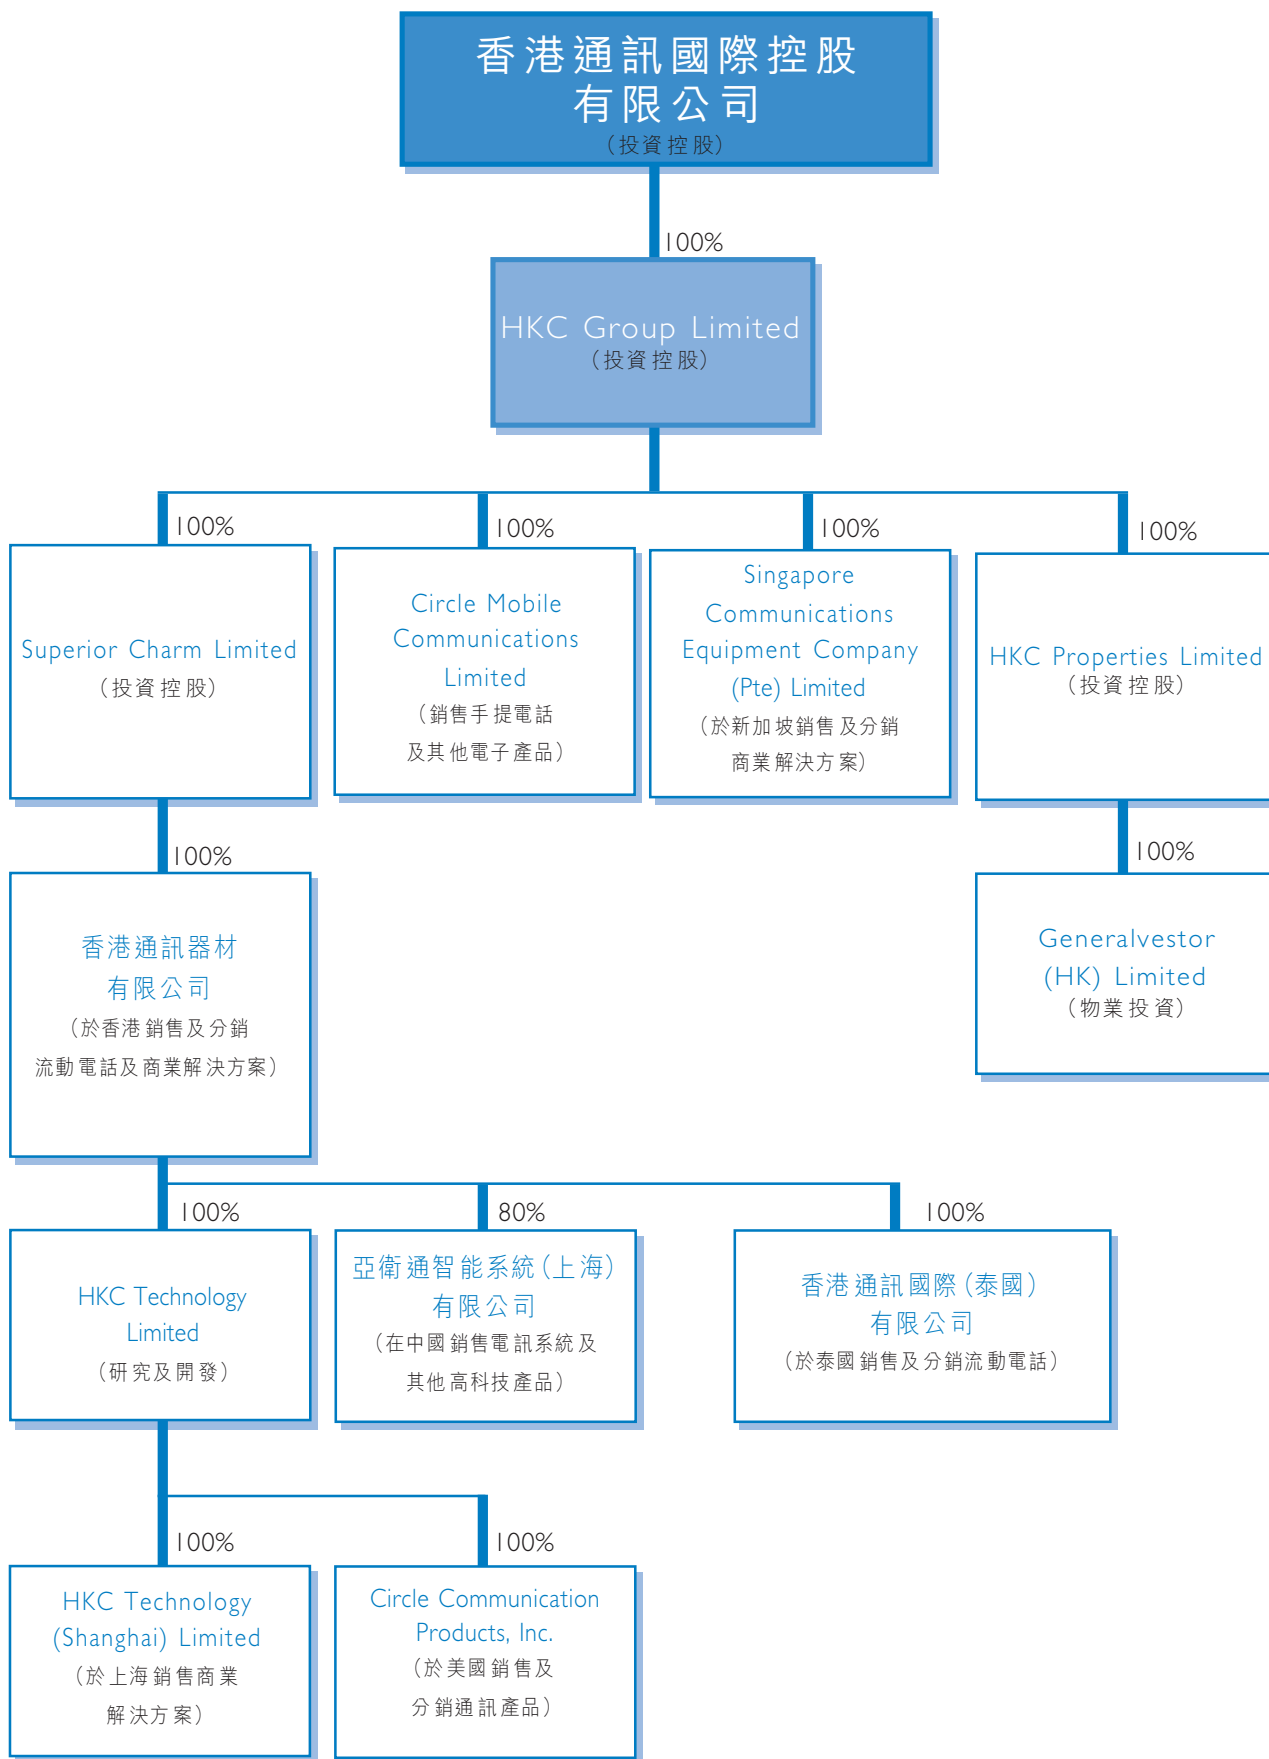 香港通訊國際控股
有限公司
（投資控股）
100%
HKC Group Limited
（投資控股）
100%
Superior Charm Limited
（投資控股）
100%
Circle Mobile
Communications
Limited
（銷售手提電話
及其他電子產品）
100%
Singapore
Communications
Equipment Company
(Pte) Limited
（於新加坡銷售及分銷
商業解決方案）
100%
HKC Properties Limited
（投資控股）
100%
香港通訊器材
有限公司
（於香港銷售及分銷
流動電話及商業解決方案）
100%
Generalvestor
(HK) Limited
（物業投資）
100%
HKC Technology
Limited
（研究及開發）
80%
亞衛通智能系統（上海）
有限公司
（在中國銷售電訊系統及
其他高科技產品）
100%
香港通訊國際（泰國）
有限公司
（於泰國銷售及分銷流動電話）
100%
HKC Technology
(Shanghai) Limited
（於上海銷售商業
解決方案）
100%
Circle Communication
Products, Inc.
（於美國銷售及
分銷通訊產品）